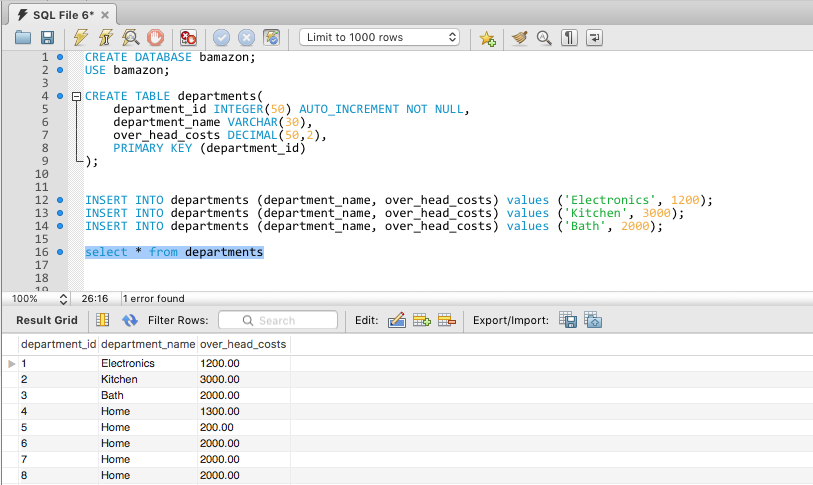 SQL File 6*
Limit to 1000 rows
1 CREATE DATABASE bamazon;
2 USE bamazon;
3
4 CREATE TABLE departments(
5 department_id INTEGER(50) AUTO_INCREMENT NOT NULL,
6 department_name VARCHAR(30),
7 over_head_costs DECIMAL(50,2),
8 PRIMARY KEY (department_id)
9 );
10
11
12 INSERT INTO departments (department_name, over_head_costs) values ('Electronics', 1200);
13 INSERT INTO departments (department_name, over_head_costs) values ('Kitchen', 3000);
14 INSERT INTO departments (department_name, over_head_costs) values ('Bath', 2000);
15
16 select * from departments
17
18
19
100% 26:16 1 error found
Result Grid Filter Rows: Search Edit: Export/Import:
department_id department_name over_head_costs
1 Electronics 1200.00
2 Kitchen 3000.00
3 Bath 2000.00
4 Home 1300.00
5 Home 200.00
6 Home 2000.00
7 Home 2000.00
8 Home 2000.00